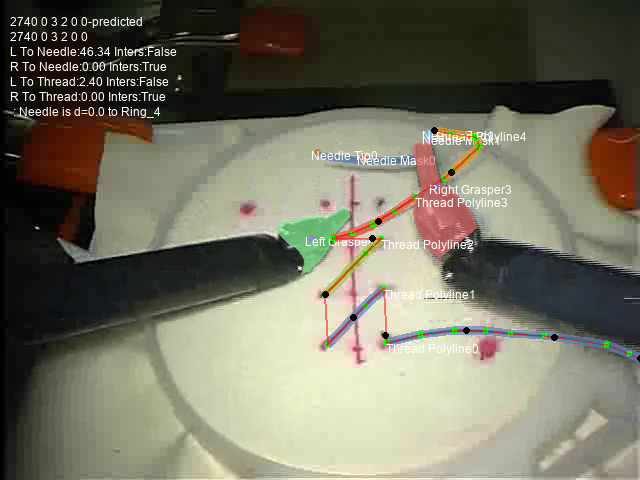 2740 0 3 2 0 0-predicted
2740 0 3 2 0 0
L To Needle:46.34 Inters:False
R To Needle:0.00 Inters:True
L To Thread:2.40 Inters:False
R To Thread:0.00 Inters:True
: Needle is d=0.0 to Ring_4
Polyline4
Needle Tip0
Needle Mask0
Right Grasper3
Thread Polyline3
Left Grasper
Thread Polyline2
Thread Polyline1
Thread Polyline0